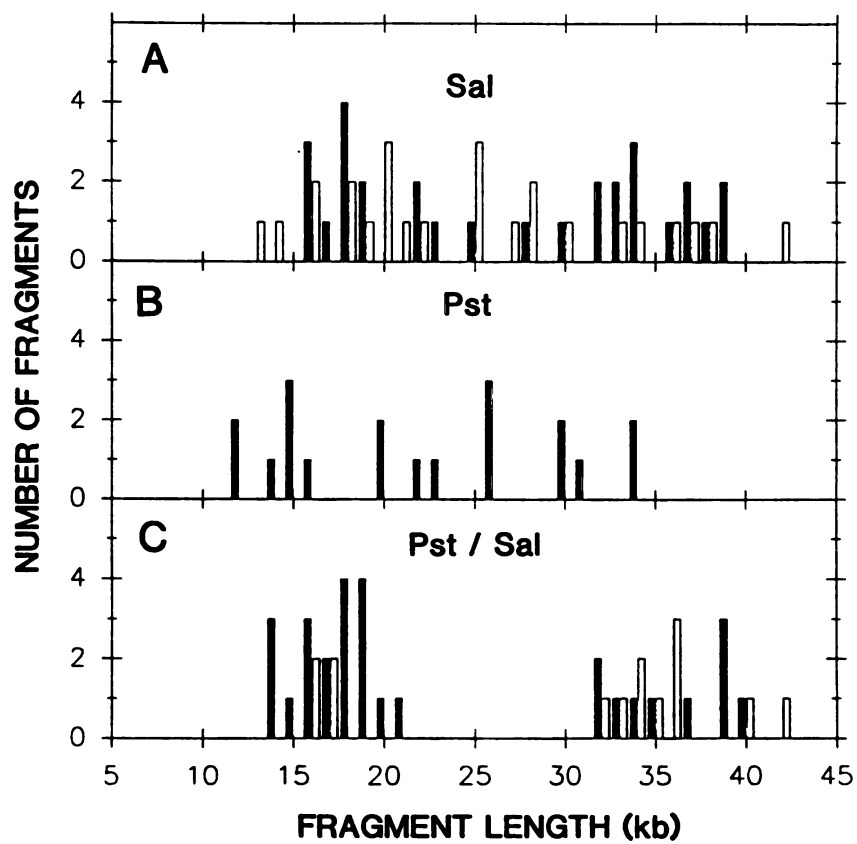 A
Sal
4
2
0
B
Pst
4
2
0
C
Pst / Sal
4
2
0
5 10 15 20 25 30 35 40 45
NUMBER OF FRAGMENTS
FRAGMENT LENGTH (kb)